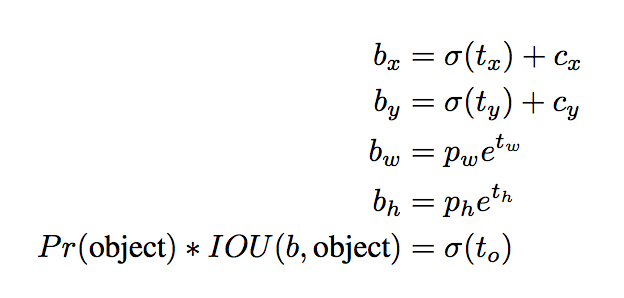 b_x = σ(t_x) + c_x
b_y = σ(t_y) + c_y
b_w = p_w e^{t_w}
b_h = p_h e^{t_h}
Pr(object) * IOU(b, object) = σ(t_o)